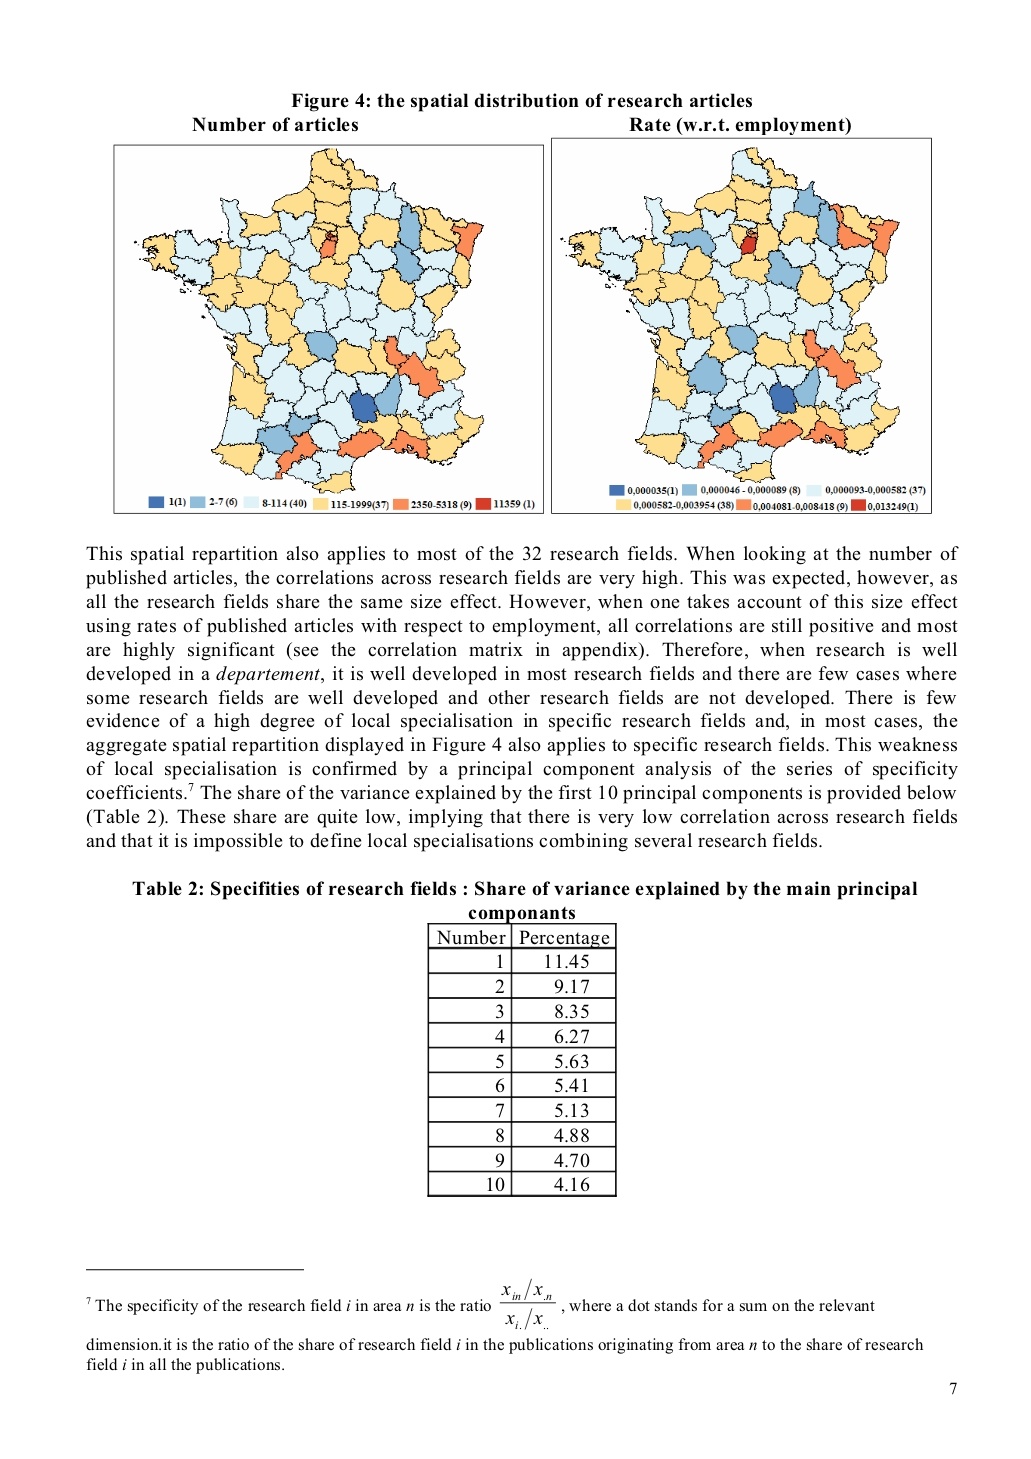 Figure 4: the spatial distribution of research articles
Number of articles Rate (w.r.t. employment)
1(1) 2-7 (6) 8-114 (40) 115-1999(37) 2350-5318 (9) 11359 (1)
0,000035(1) 0,000046 - 0,000089 (8) 0,000093-0,000582 (37)
0,000582-0,003954 (38) 0,004081-0,008418 (9) 0,013249(1)
This spatial repartition also applies to most of the 32 research fields. When looking at the number of
published articles, the correlations across research fields are very high. This was expected, however, as
all the research fields share the same size effect. However, when one takes account of this size effect
using rates of published articles with respect to employment, all correlations are still positive and most
are highly significant (see the correlation matrix in appendix). Therefore, when research is well
developed in a departement, it is well developed in most research fields and there are few cases where
some research fields are well developed and other research fields are not developed. There is few
evidence of a high degree of local specialisation in specific research fields and, in most cases, the
aggregate spatial repartition displayed in Figure 4 also applies to specific research fields. This weakness
of local specialisation is confirmed by a principal component analysis of the series of specificity
coefficients.7 The share of the variance explained by the first 10 principal components is provided below
(Table 2). These share are quite low, implying that there is very low correlation across research fields
and that it is impossible to define local specialisations combining several research fields.
Table 2: Specifities of research fields : Share of variance explained by the main principal
componants
Number Percentage
1 11.45
2 9.17
3 8.35
4 6.27
5 5.63
6 5.41
7 5.13
8 4.88
9 4.70
10 4.16
7 The specificity of the research field i in area n is the ratio x_in/x_.n / x_i./x_.. , where a dot stands for a sum on the relevant
dimension.it is the ratio of the share of research field i in the publications originating from area n to the share of research
field i in all the publications.
7